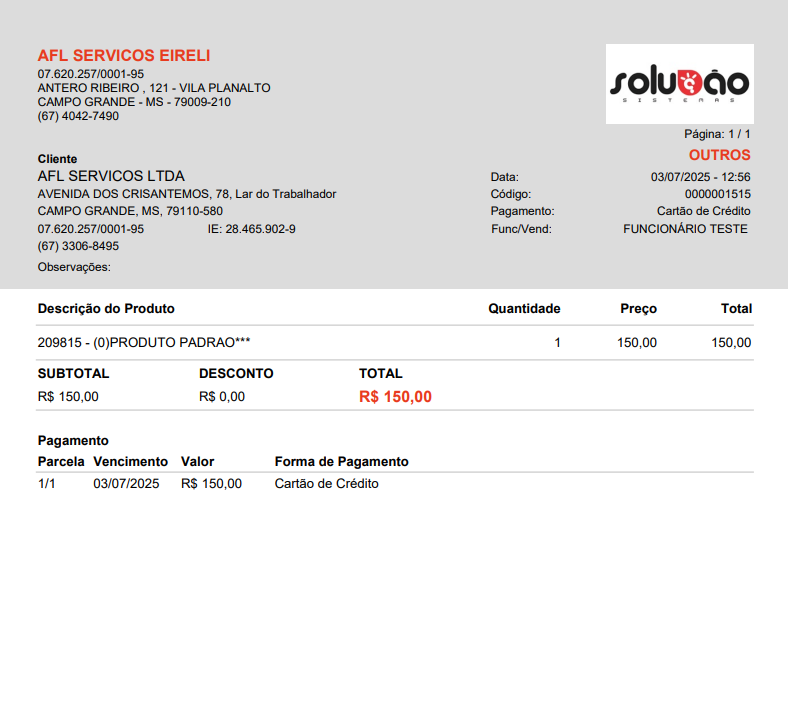 AFL SERVICOS EIRELI
07.620.257/0001-95
ANTERO RIBEIRO , 121 - VILA PLANALTO
CAMPO GRANDE - MS - 79009-210
(67) 4042-7490
solução
SISTEMAS
Página: 1 / 1
OUTROS
Cliente
AFL SERVICOS LTDA
Data: 03/07/2025 - 12:56
AVENIDA DOS CRISANTEMOS, 78, Lar do Trabalhador
Código: 0000001515
CAMPO GRANDE, MS, 79110-580
Pagamento: Cartão de Crédito
07.620.257/0001-95 IE: 28.465.902-9
Func/Vend: FUNCIONÁRIO TESTE
(67) 3306-8495
Observações:
Descrição do Produto Quantidade Preço Total
209815 - (0)PRODUTO PADRAO*** 1 150,00 150,00
SUBTOTAL DESCONTO TOTAL
R$ 150,00 R$ 0,00 R$ 150,00
Pagamento
Parcela Vencimento Valor Forma de Pagamento
1/1 03/07/2025 R$ 150,00 Cartão de Crédito